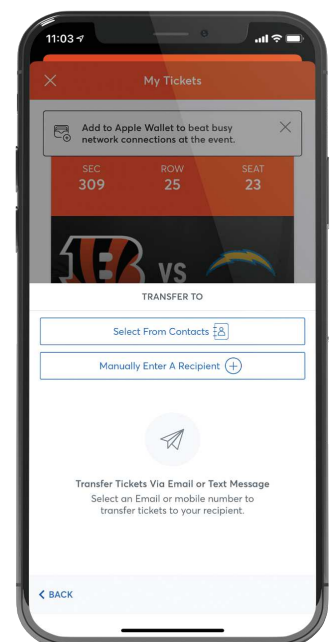 11:03
My Tickets
Add to Apple Wallet to beat busy
network connections at the event.
SEC ROW SEAT
309 25 23
B VS
TRANSFER TO
Select From Contacts
Manually Enter A Recipient
Transfer Tickets Via Email or Text Message
Select an Email or mobile number to
transfer tickets to your recipient.
BACK